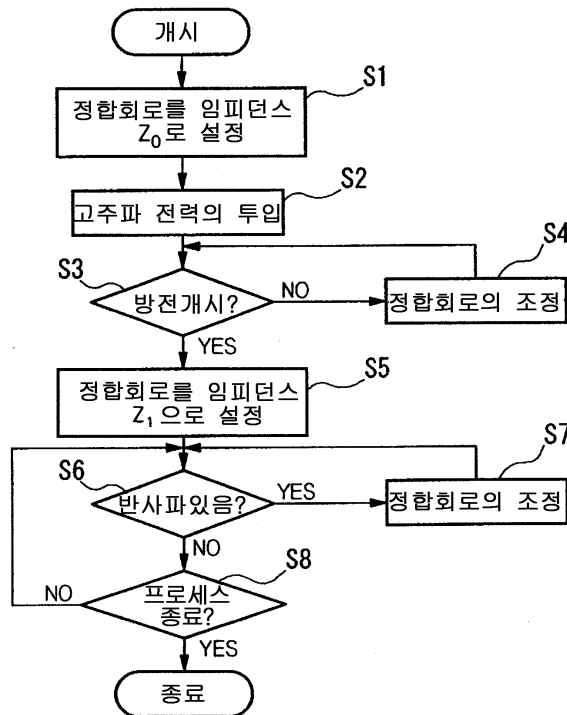 개시
S1
정합회로를 임피던스
Z₀로 설정
S2
고주파 전력의 투입
S3
방전개시?
NO
S4
정합회로의 조정
YES
S5
정합회로를 임피던스
Z₁으로 설정
S6
반사파있음?
YES
S7
정합회로의 조정
NO
S8
프로세스
종료?
NO
YES
종료